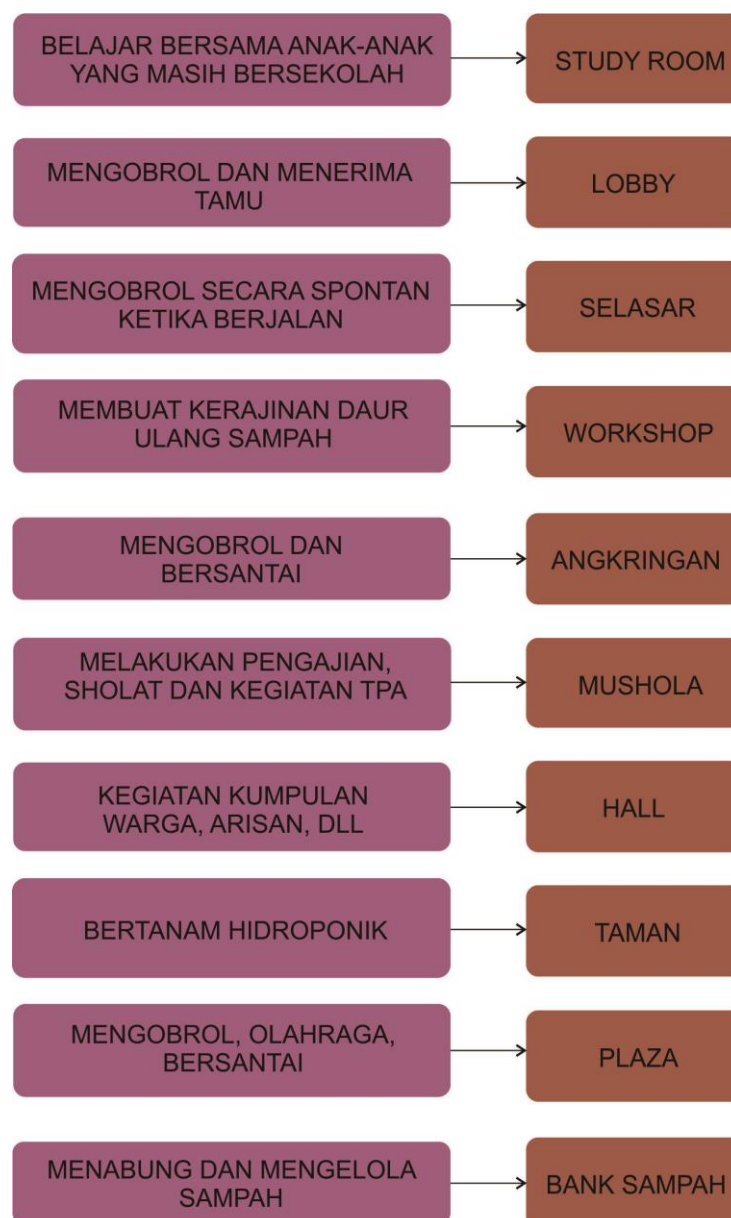 BELAJAR BERSAMA ANAK-ANAK
YANG MASIH BERSEKOLAH
STUDY ROOM
MENGOBROL DAN MENERIMA
TAMU
LOBBY
MENGOBROL SECARA SPONTAN
KETIKA BERJALAN
SELASAR
MEMBUAT KERAJINAN DAUR
ULANG SAMPAH
WORKSHOP
MENGOBROL DAN
BERSANTAI
ANGKRINGAN
MELAKUKAN PENGAJIAN,
SHOLAT DAN KEGIATAN TPA
MUSHOLA
KEGIATAN KUMPULAN
WARGA, ARISAN, DLL
HALL
BERTANAM HIDROPONIK
TAMAN
MENGOBROL, OLAHRAGA,
BERSANTAI
PLAZA
MENABUNG DAN MENGELOLA
SAMPAH
BANK SAMPAH